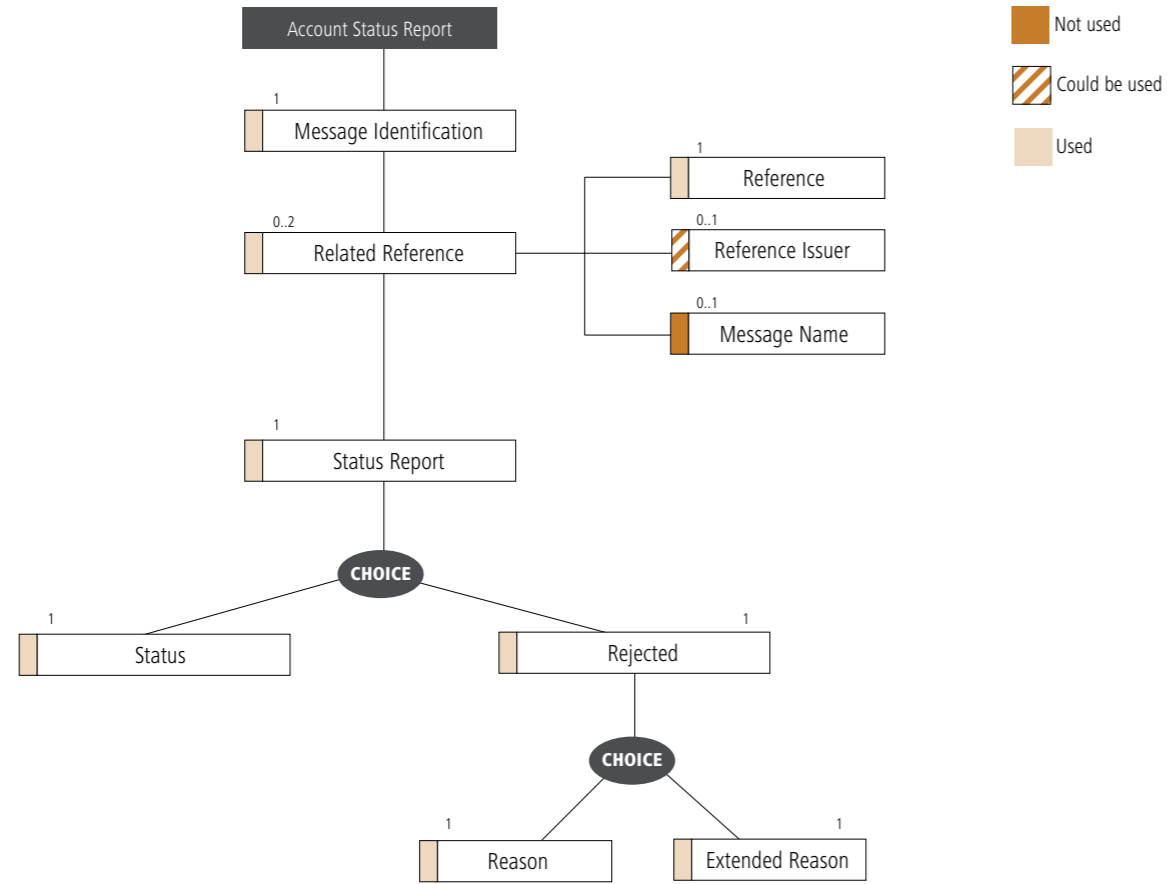 Account Status Report
Not used
Could be used
Used
1
Message Identification
0..2
Related Reference
1
Reference
0..1
Reference Issuer
0..1
Message Name
1
Status Report
CHOICE
1
Status
1
Rejected
CHOICE
1
Reason
1
Extended Reason